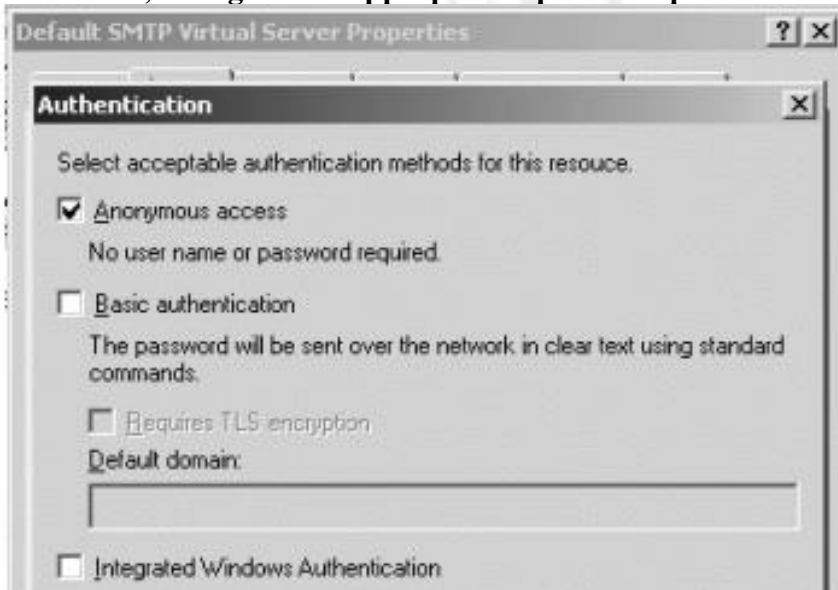 Default SMTP Virtual Server Properties
Authentication
Select acceptable authentication methods for this resouce.
Anonymous access
No user name or password required.
Basic authentication
The password will be sent over the network in clear text using standard
commands.
Requires TLS encryption
Default domain:
Integrated Windows Authentication